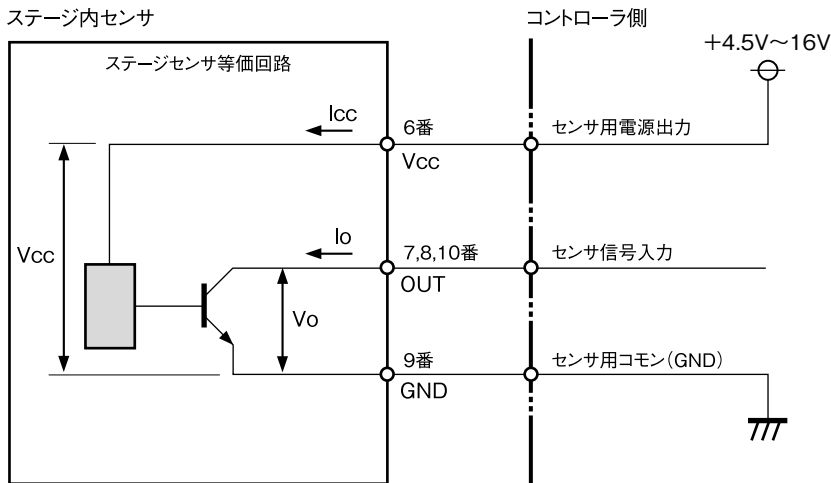 ステージ内センサ
コントローラ側
+4.5V〜16V
ステージセンサ等価回路
Icc
6番
センサ用電源出力
Vcc
Vcc
Io
7,8,10番
センサ信号入力
OUT
Vo
9番
センサ用コモン(GND)
GND